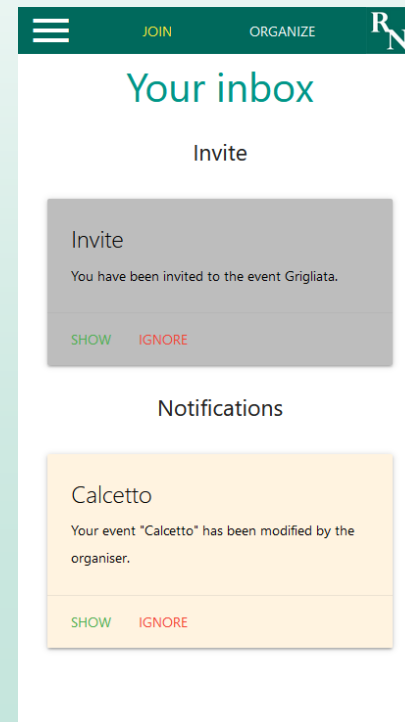 JOIN ORGANIZE RN
Your inbox
Invite
Invite
You have been invited to the event Grigliata.
SHOW IGNORE
Notifications
Calcetto
Your event "Calcetto" has been modified by the
organiser.
SHOW IGNORE